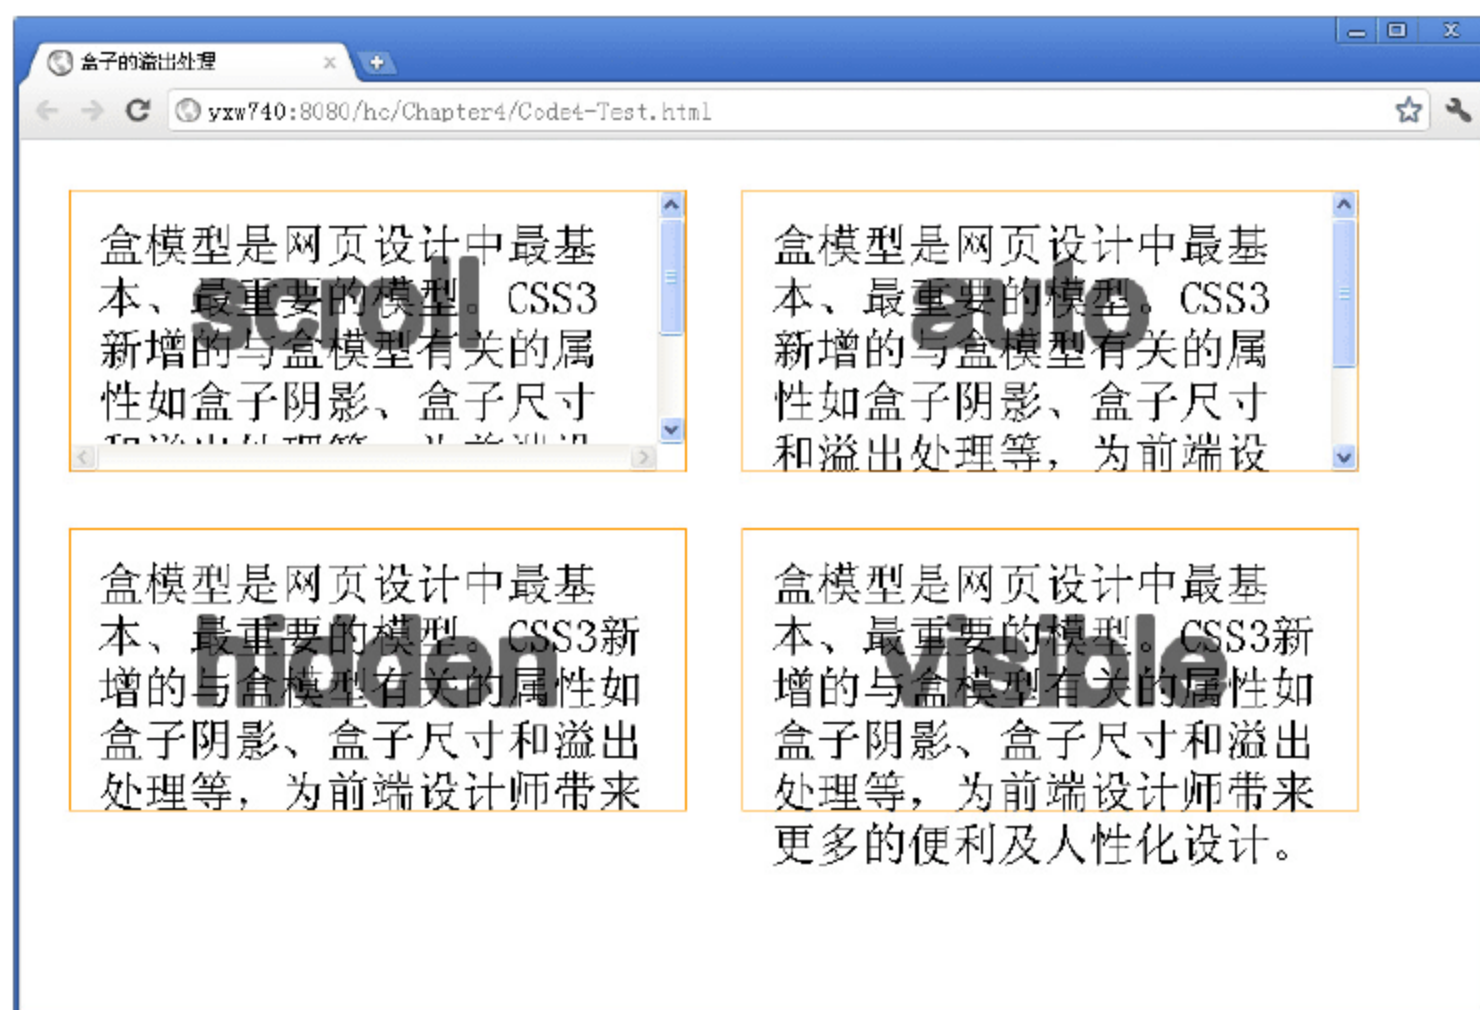 盒子的溢出处理
yxw740:8080/hc/Chapter4/Code4-Test.html
盒模型是网页设计中最基
本、最重要的模型。CSS3
新增的与盒模型有关的属
性如盒子阴影、盒子尺寸
和溢出处理等，为前端设
scroll
盒模型是网页设计中最基
本、最重要的模型。CSS3
新增的与盒模型有关的属
性如盒子阴影、盒子尺寸
和溢出处理等，为前端设
auto
盒模型是网页设计中最基
本、最重要的模型。CSS3新
增的与盒模型有关的属性如
盒子阴影、盒子尺寸和溢出
处理等，为前端设计师带来
hidden
盒模型是网页设计中最基
本、最重要的模型。CSS3新
增的与盒模型有关的属性如
盒子阴影、盒子尺寸和溢出
处理等，为前端设计师带来
更多的便利及人性化设计。
visible